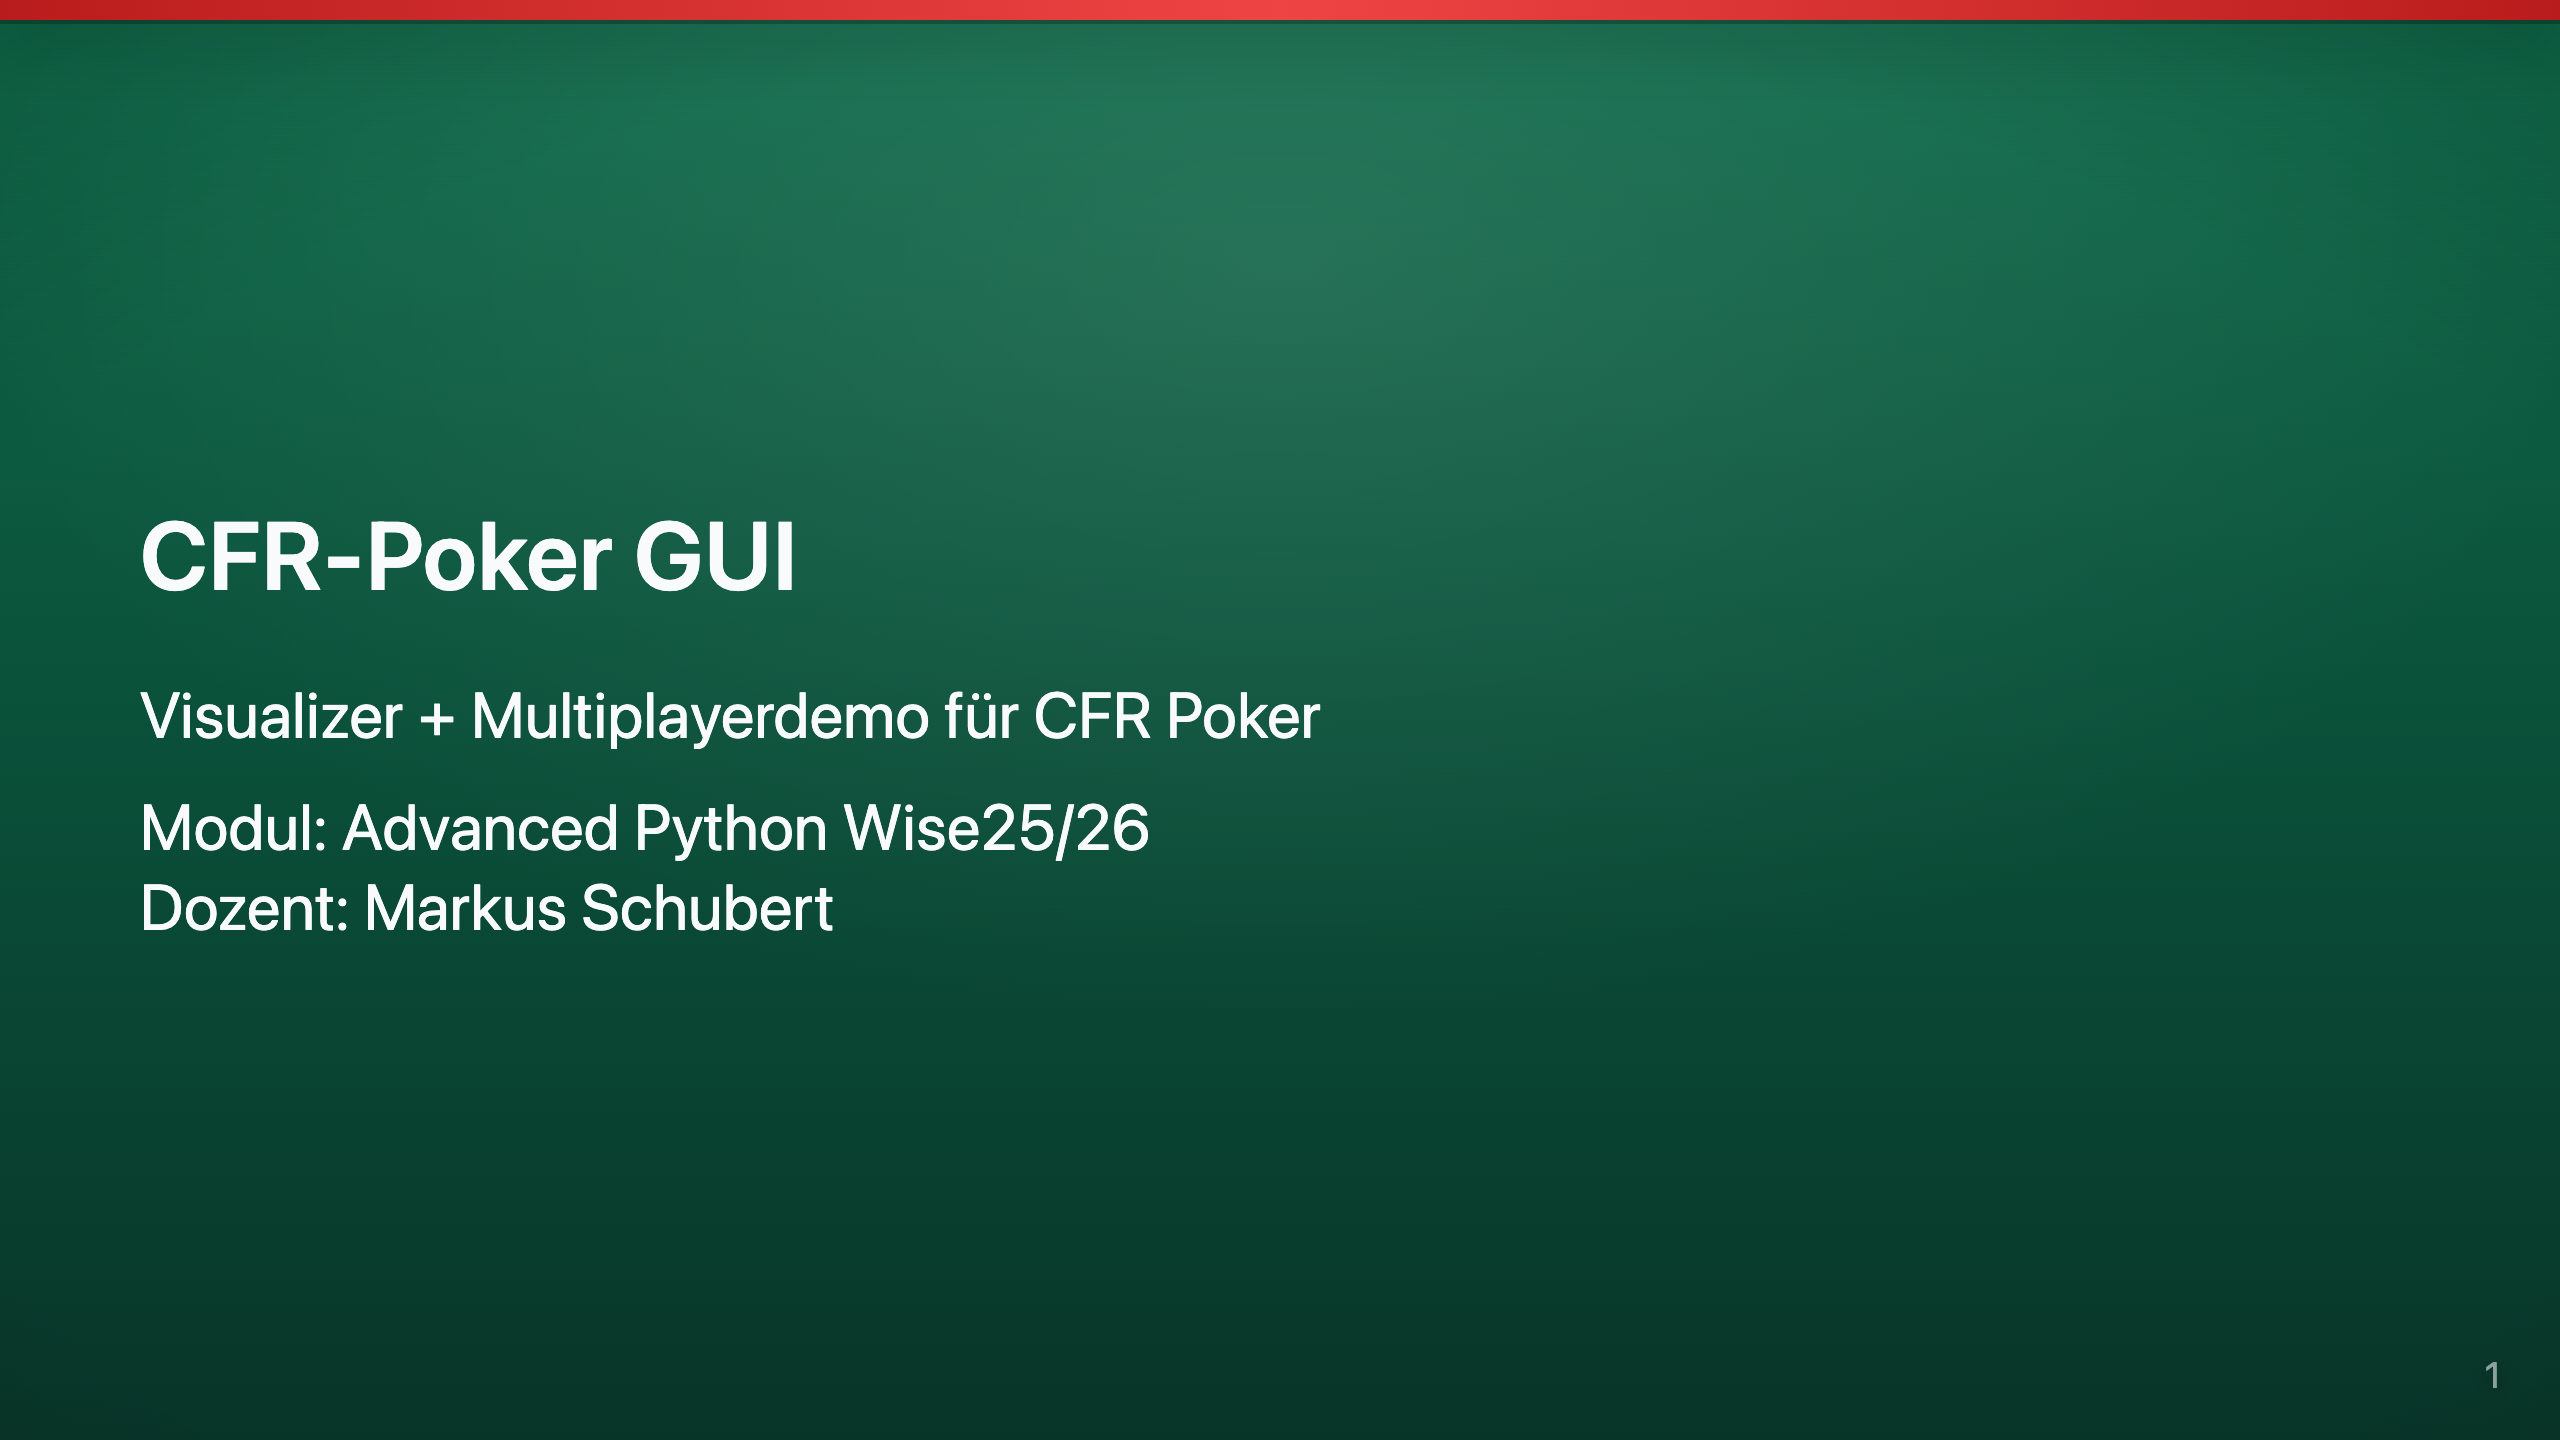 CFR-Poker GUI
Visualizer + Multiplayerdemo für CFR Poker
Modul: Advanced Python Wise25/26
Dozent: Markus Schubert
1